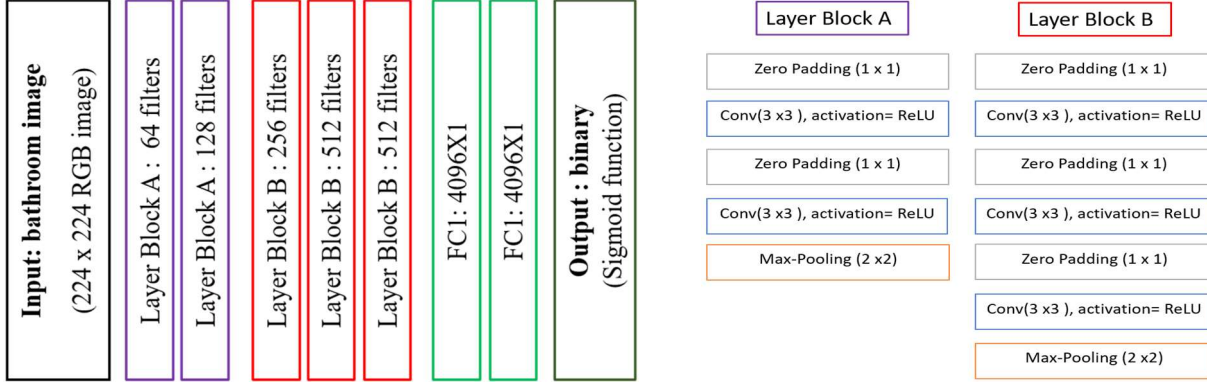 Input: bathroom image
(224 x 224 RGB image)
Layer Block A : 64 filters
Layer Block A : 128 filters
Layer Block B : 256 filters
Layer Block B : 512 filters
Layer Block B : 512 filters
FC1: 4096X1
FC1: 4096X1
Output : binary
(Sigmoid function)
Layer Block A
Zero Padding (1 x 1)
Conv(3 x3 ), activation= ReLU
Zero Padding (1 x 1)
Conv(3 x3 ), activation= ReLU
Max-Pooling (2 x2)
Layer Block B
Zero Padding (1 x 1)
Conv(3 x3 ), activation= ReLU
Zero Padding (1 x 1)
Conv(3 x3 ), activation= ReLU
Zero Padding (1 x 1)
Conv(3 x3 ), activation= ReLU
Max-Pooling (2 x2)